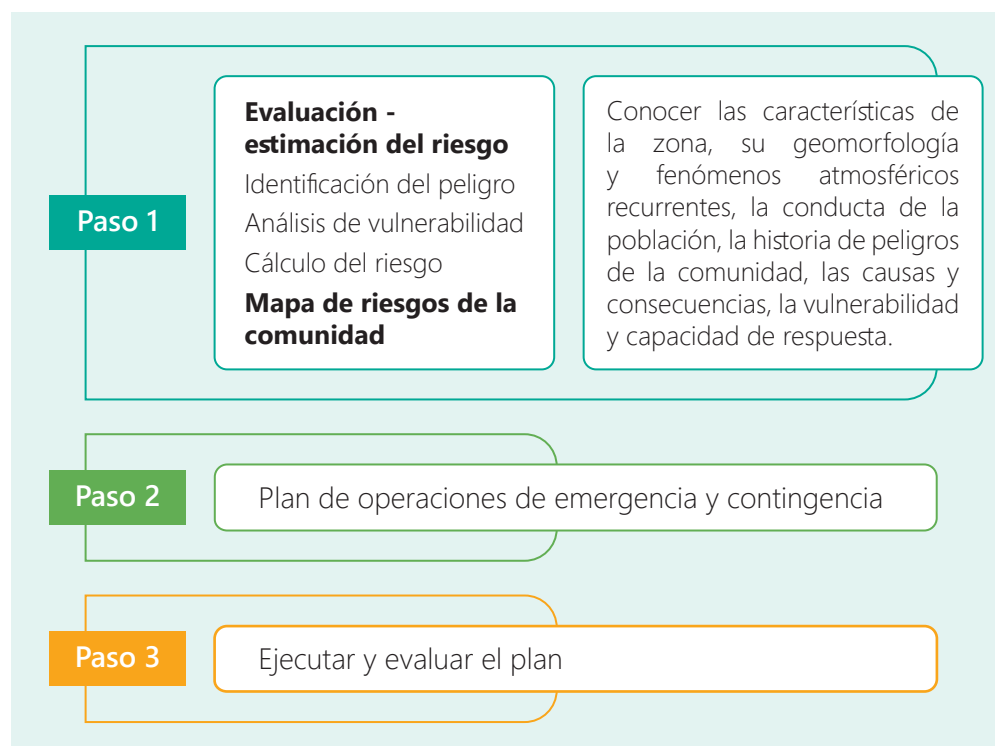 Paso 1
Evaluación -
estimación del riesgo
Identificación del peligro
Análisis de vulnerabilidad
Cálculo del riesgo
Mapa de riesgos de la
comunidad
Conocer las características de
la zona, su geomorfología
y fenómenos atmosféricos
recurrentes, la conducta de la
población, la historia de peligros
de la comunidad, las causas y
consecuencias, la vulnerabilidad
y capacidad de respuesta.
Paso 2
Plan de operaciones de emergencia y contingencia
Paso 3
Ejecutar y evaluar el plan